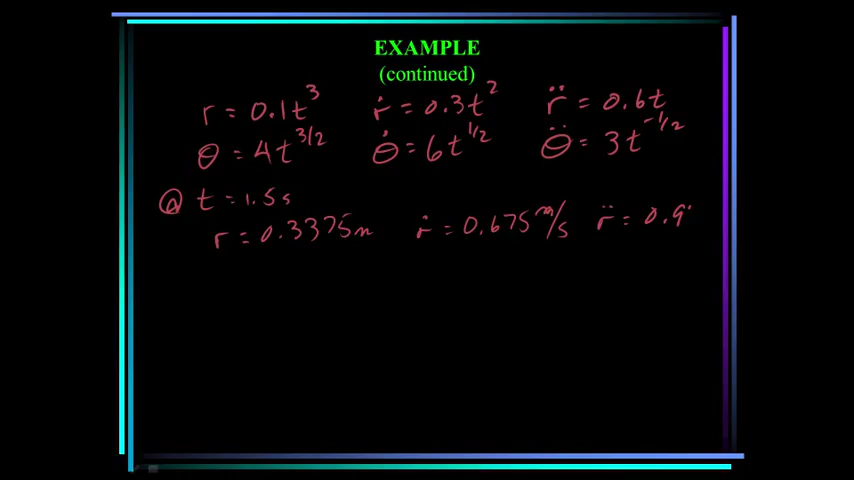 EXAMPLE
(continued)
r = 0.1t³ ṙ = 0.3t² r̈ = 0.6t
θ = 4t^3/2 θ̇ = 6t^1/2 θ̈ = 3t^-1/2
@ t = 1.5s
r = 0.3375m ṙ = 0.675 m/s r̈ = 0.9